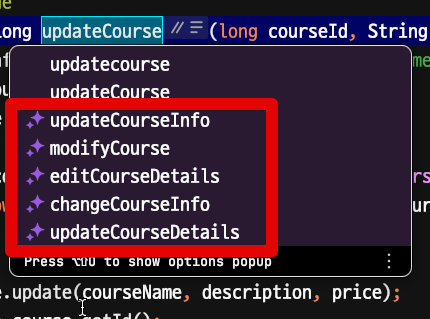 long updateCourse (long courseId, String
updatecourse
updateCourse
updateCourseInfo
modifyCourse
editCourseDetails
changeCourseInfo
updateCourseDetails
Press ⌥⇧O to show options popup
.update(courseName, description, price);
course.getId();